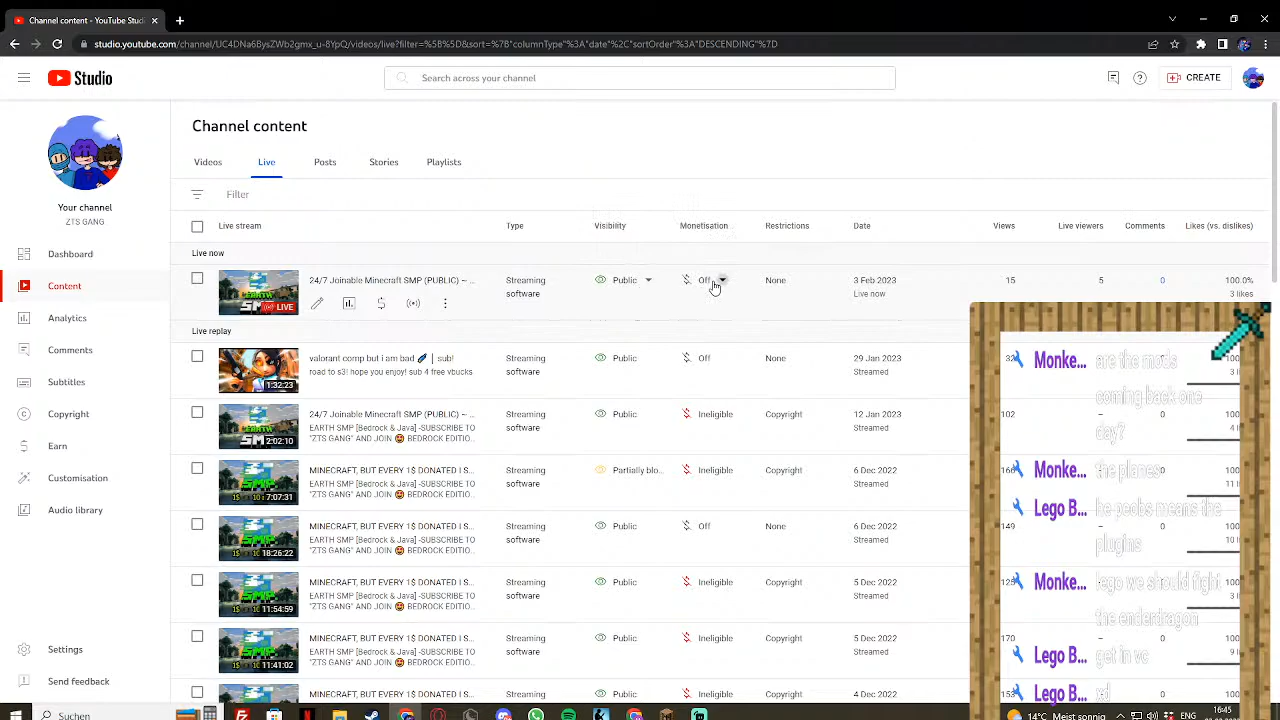 Content content - YouTube Studi
studio.youtube.com/channel/UC4DNa6BysZWb2gmx_u-8YpQ/videos/live?filter=%5B%5D&sort=%7B"columnType"%3A"date"%2C"sortOrder"%3A"DESCENDING"%7D
Studio
Search across your channel
CREATE
Your channel
ZTS GANG
Dashboard
Content
Analytics
Comments
Subtitles
Copyright
Earn
Customisation
Audio library
Settings
Send feedback
Channel content
Videos Live Posts Stories Playlists
Filter
Live stream Type Visibility Monetisation Restrictions Date Views Live viewers Comments Likes (vs. dislikes)
Live now
24/7 Joinable Minecraft SMP (PUBLIC) – ... Streaming software Public Off None 3 Feb 2023 15 5 0 100.0%
LIVE Live now 3 likes
Live replay
valorant comp but i am bad | sub! Streaming software Public Off None 29 Jan 2023
road to s3! hope you enjoy! sub 4 free vbucks. Streamed
1:32:23
24/7 Joinable Minecraft SMP (PUBLIC) – ... Streaming software Public Ineligible Copyright 12 Jan 2023 102
EARTH SMP [Bedrock & Java] -SUBSCRIBE TO Streamed
"ZTS GANG" AND JOIN BEDROCK EDITIO...
2:02:10
MINECRAFT, BUT EVERY 1$ DONATED I S... Streaming software Partially blo... Ineligible Copyright 6 Dec 2022
EARTH SMP [Bedrock & Java] -SUBSCRIBE TO Streamed
"ZTS GANG" AND JOIN BEDROCK EDITIO...
7:07:31
MINECRAFT, BUT EVERY 1$ DONATED I S... Streaming software Public Off None 6 Dec 2022 149
EARTH SMP [Bedrock & Java] -SUBSCRIBE TO Streamed
"ZTS GANG" AND JOIN BEDROCK EDITIO...
18:26:22
MINECRAFT, BUT EVERY 1$ DONATED I S... Streaming software Public Ineligible Copyright 5 Dec 2022
EARTH SMP [Bedrock & Java] -SUBSCRIBE TO Streamed
"ZTS GANG" AND JOIN BEDROCK EDITIO...
11:54:59
MINECRAFT, BUT EVERY 1$ DONATED I S... Streaming software Public Ineligible Copyright 5 Dec 2022 170
EARTH SMP [Bedrock & Java] -SUBSCRIBE TO Streamed
"ZTS GANG" AND JOIN BEDROCK EDITIO...
11:41:02
MINECRAFT, BUT EVERY 1$ DONATED I S... Streaming Public Ineligible Copyright 4 Dec 2022
EARTH SMP [Bedrock & Java] -SUBSCRIBE TO
Monke... are the mods
coming back one
day?
Monke... the planes
Lego B... he peobs means the
plugins
Monke... lego we should fight
the enderdragon
Lego B... get in vc
Lego B... xd
Suchen
14°C Meist sonnig
ENG
16:45